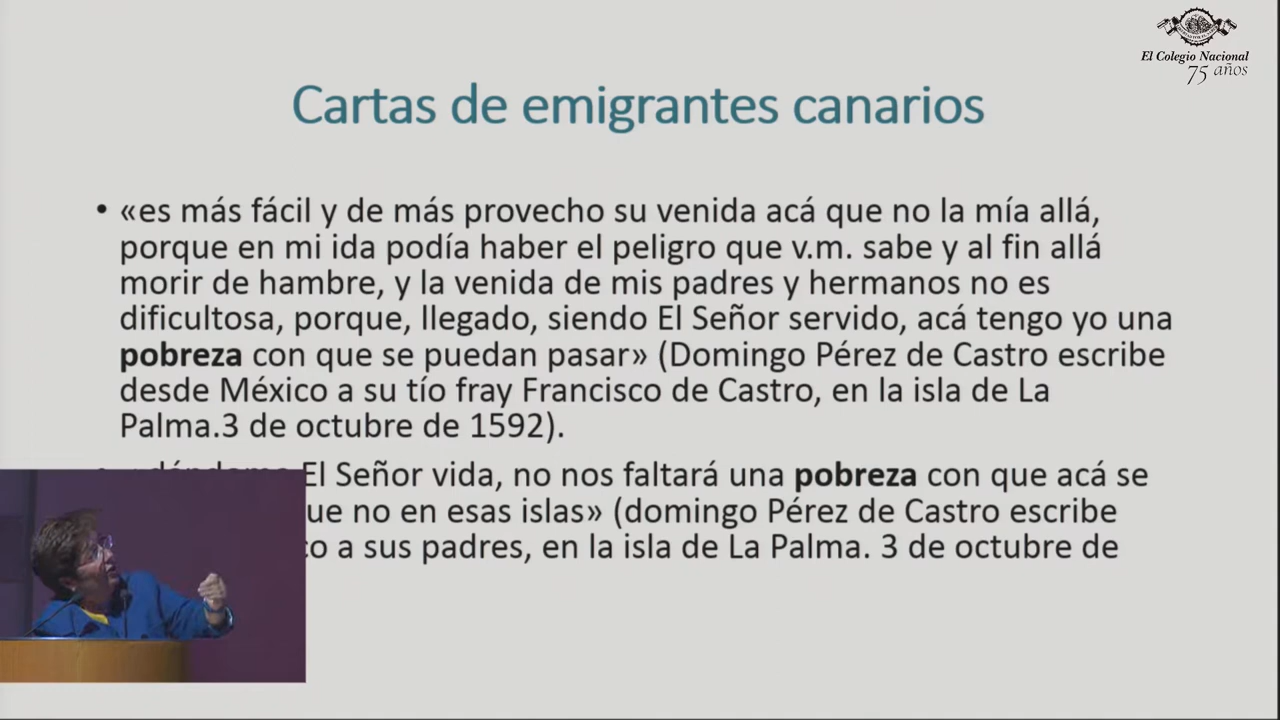 El Colegio Nacional
75 años
Cartas de emigrantes canarios
• «es más fácil y de más provecho su venida acá que no la mía allá,
porque en mi ida podía haber el peligro que v.m. sabe y al fin allá
morir de hambre, y la venida de mis padres y hermanos no es
dificultosa, porque, llegado, siendo El Señor servido, acá tengo yo una
pobreza con que se puedan pasar» (Domingo Pérez de Castro escribe
desde México a su tío fray Francisco de Castro, en la isla de La
Palma.3 de octubre de 1592).
El Señor vida, no nos faltará una pobreza con que acá se
no en esas islas» (domingo Pérez de Castro escribe
a sus padres, en la isla de La Palma. 3 de octubre de